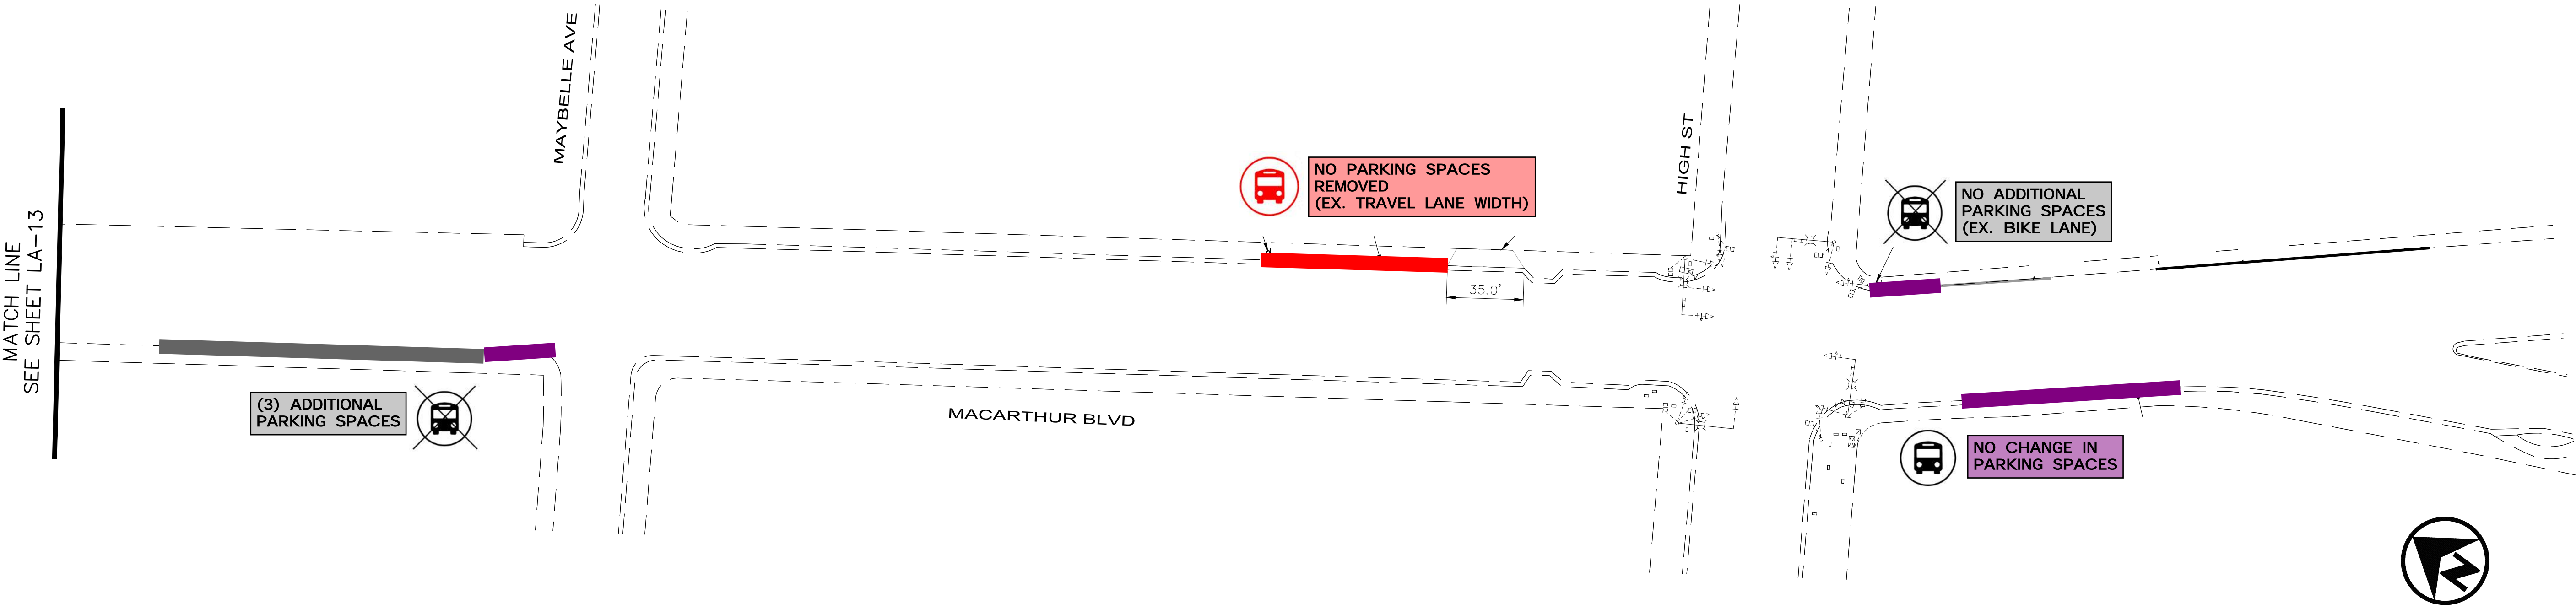 MATCH LINE
SEE SHEET LA-13
MAYBELLE AVE
(3) ADDITIONAL
PARKING SPACES
MACARTHUR BLVD
NO PARKING SPACES
REMOVED
(EX. TRAVEL LANE WIDTH)
35.0'
HIGH ST
NO ADDITIONAL
PARKING SPACES
(EX. BIKE LANE)
NO CHANGE IN
PARKING SPACES